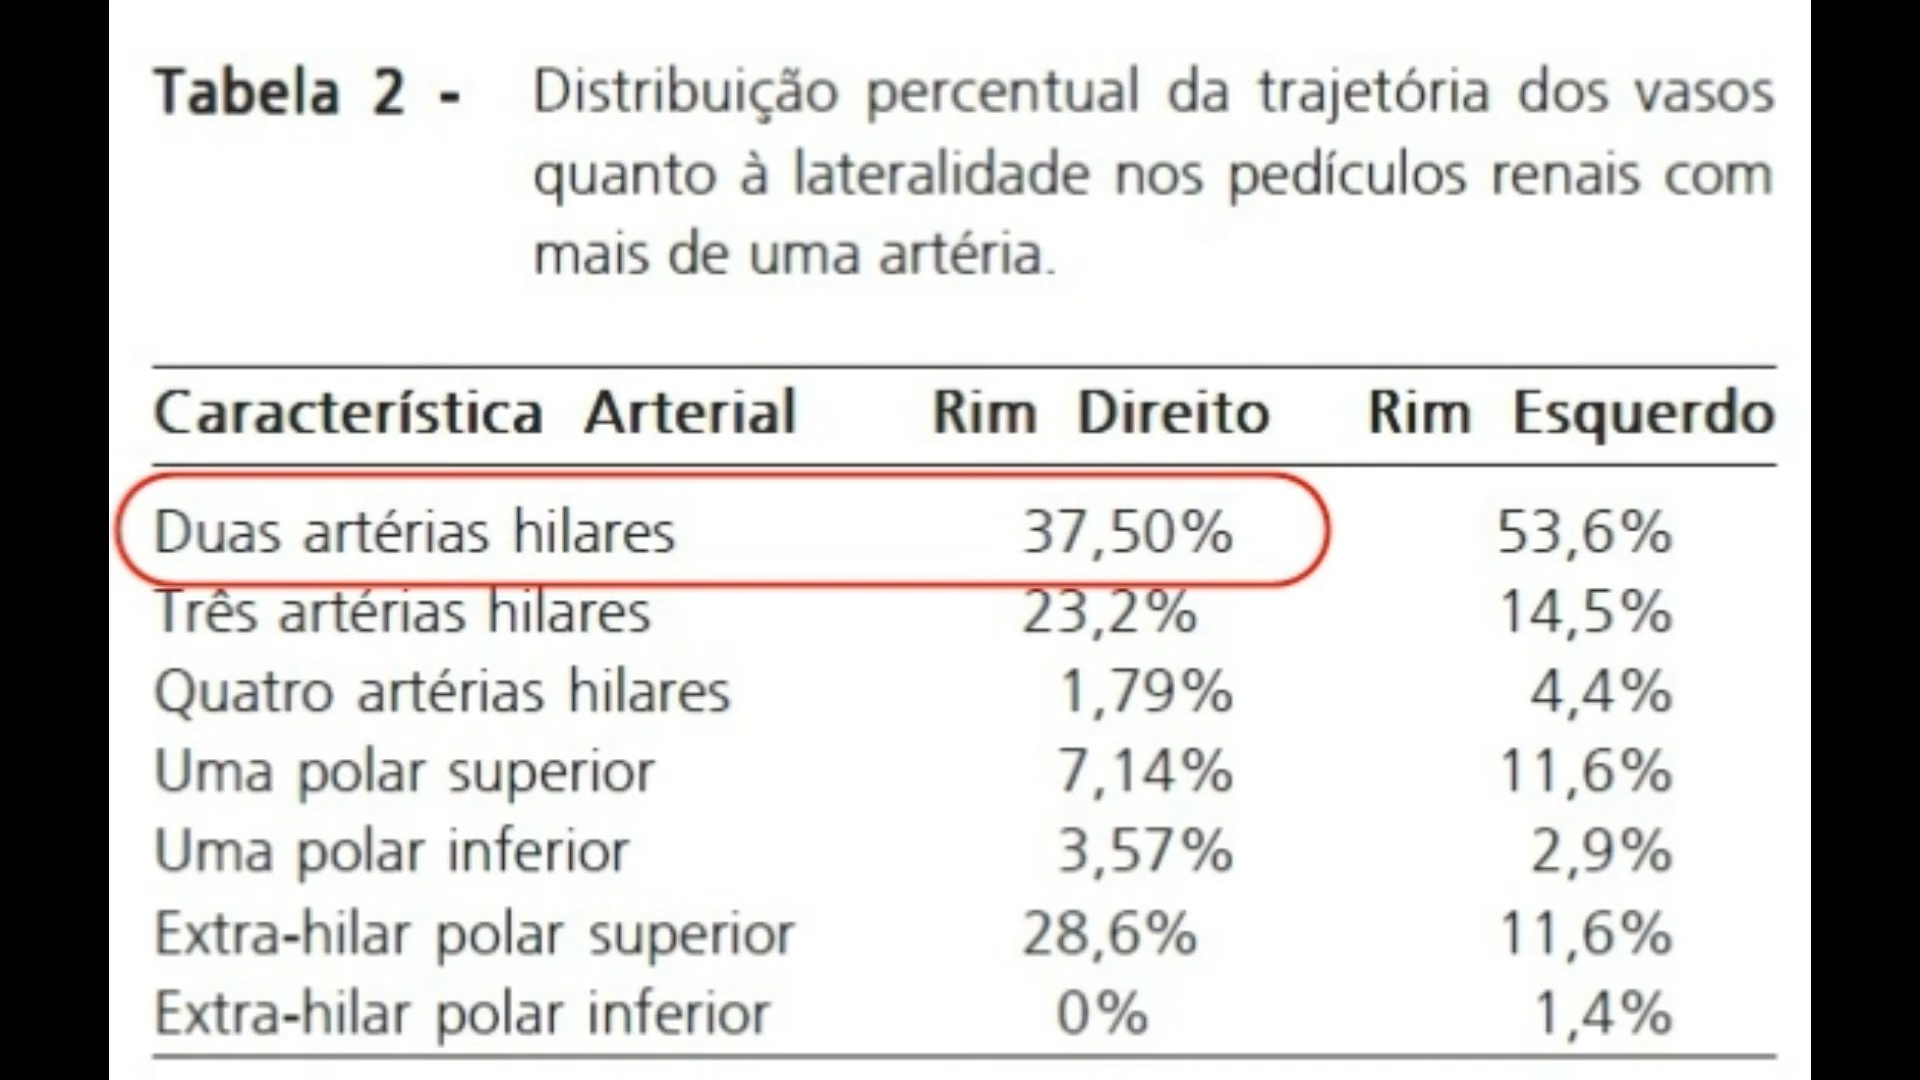 Tabela 2 - Distribuição percentual da trajetória dos vasos
quanto à lateralidade nos pedículos renais com
mais de uma artéria.
Característica Arterial Rim Direito Rim Esquerdo
Duas artérias hilares 37,50% 53,6%
Três artérias hilares 23,2% 14,5%
Quatro artérias hilares 1,79% 4,4%
Uma polar superior 7,14% 11,6%
Uma polar inferior 3,57% 2,9%
Extra-hilar polar superior 28,6% 11,6%
Extra-hilar polar inferior 0% 1,4%